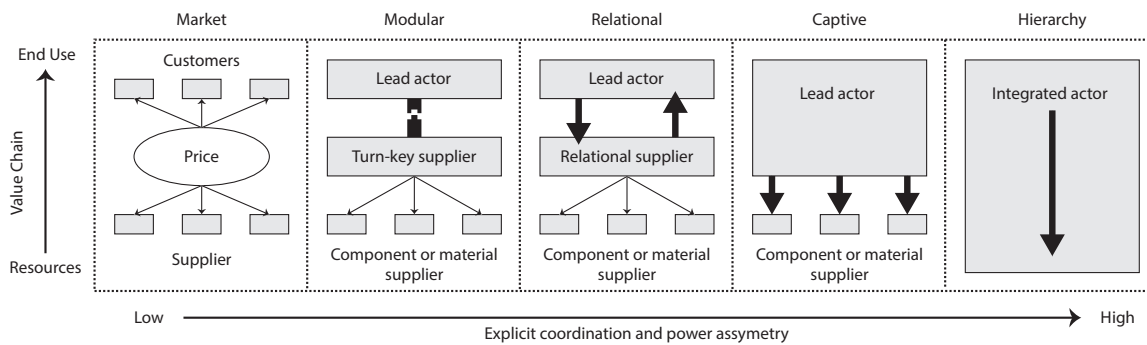 Market
Modular
Relational
Captive
Hierarchy
End Use
Value Chain
Resources
Customers
Price
Supplier
Lead actor
Turn-key supplier
Component or material
supplier
Lead actor
Relational supplier
Component or material
supplier
Lead actor
Component or material
supplier
Integrated actor
Low
High
Explicit coordination and power assymetry